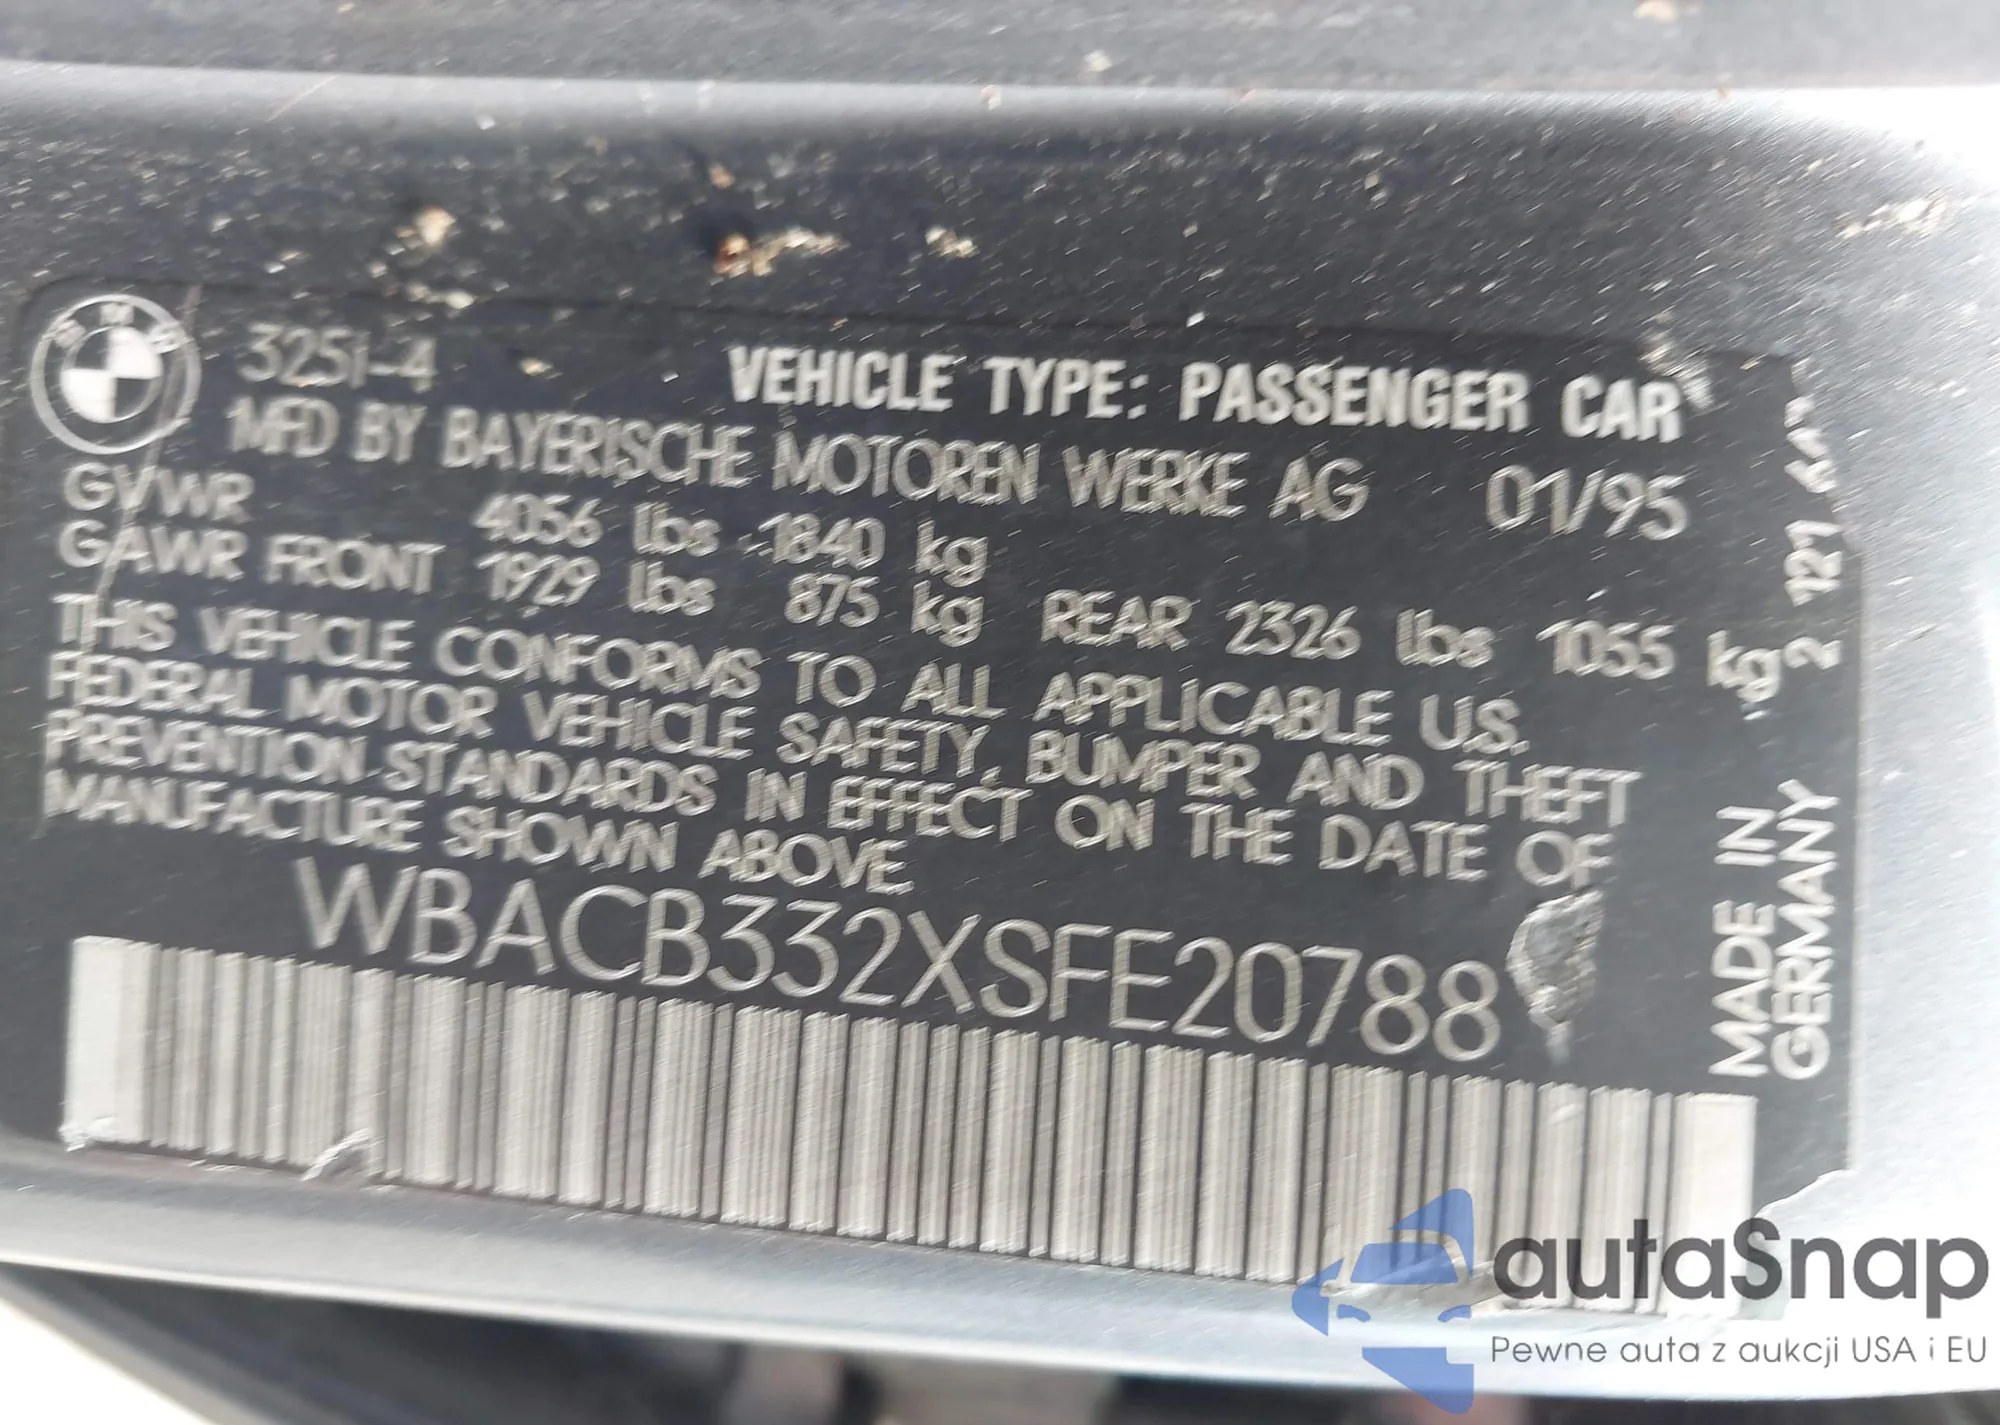 BMW
325i-4
VEHICLE TYPE: PASSENGER CAR
MFD BY BAYERISCHE MOTOREN WERKE AG 01/95
GVWR 4056 lbs 1840 kg
GAWR FRONT 1929 lbs 875 kg REAR 2326 lbs 1055 kg
THIS VEHICLE CONFORMS TO ALL APPLICABLE U.S.
FEDERAL MOTOR VEHICLE SAFETY, BUMPER AND THEFT
PREVENTION STANDARDS IN EFFECT ON THE DATE OF
MANUFACTURE SHOWN ABOVE.
WBACB332XSFE20788
MADE IN
GERMANY 2 121
autaSnap
Pewne auta z aukcji USA i EU